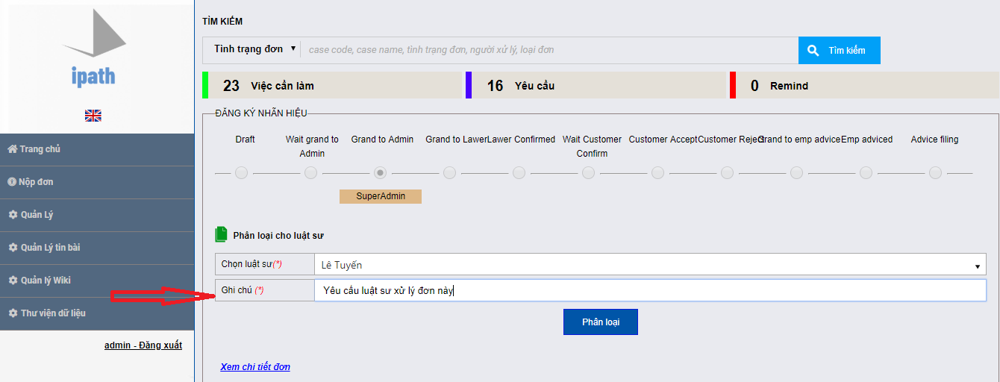 ipath
Trang chủ
Nộp đơn
Quản Lý
Quản Lý tin bài
Quản lý Wiki
Thư viện dữ liệu
admin - Đăng xuất
TÌM KIẾM
Tình trạng đơn ▼ case code, case name, tình trạng đơn, người xử lý, loại đơn Tìm kiếm
23 Việc cần làm 16 Yêu cầu 0 Remind
ĐĂNG KÝ NHÃN HIỆU
Draft Wait grand to Grand to Admin Grand to Lawer Lawer Confirmed Wait Customer Customer Accept Customer Reject Grand to emp advice Emp adviced Advice filing
Admin Confirm
SuperAdmin
Phân loại cho luật sư
Chọn luật sư(*) Lê Tuyến
Ghi chú (*) Yêu cầu luật sư xử lý đơn này
Phân loại
Xem chi tiết đơn